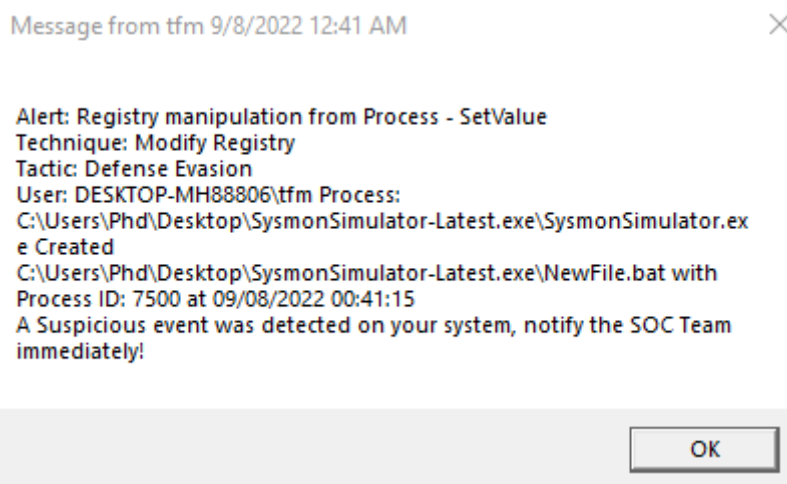 Message from tfm 9/8/2022 12:41 AM
Alert: Registry manipulation from Process - SetValue
Technique: Modify Registry
Tactic: Defense Evasion
User: DESKTOP-MH88806\tfm Process:
C:\Users\Phd\Desktop\SysmonSimulator-Latest.exe\SysmonSimulator.ex
e Created
C:\Users\Phd\Desktop\SysmonSimulator-Latest.exe\NewFile.bat with
Process ID: 7500 at 09/08/2022 00:41:15
A Suspicious event was detected on your system, notify the SOC Team
immediately!
OK